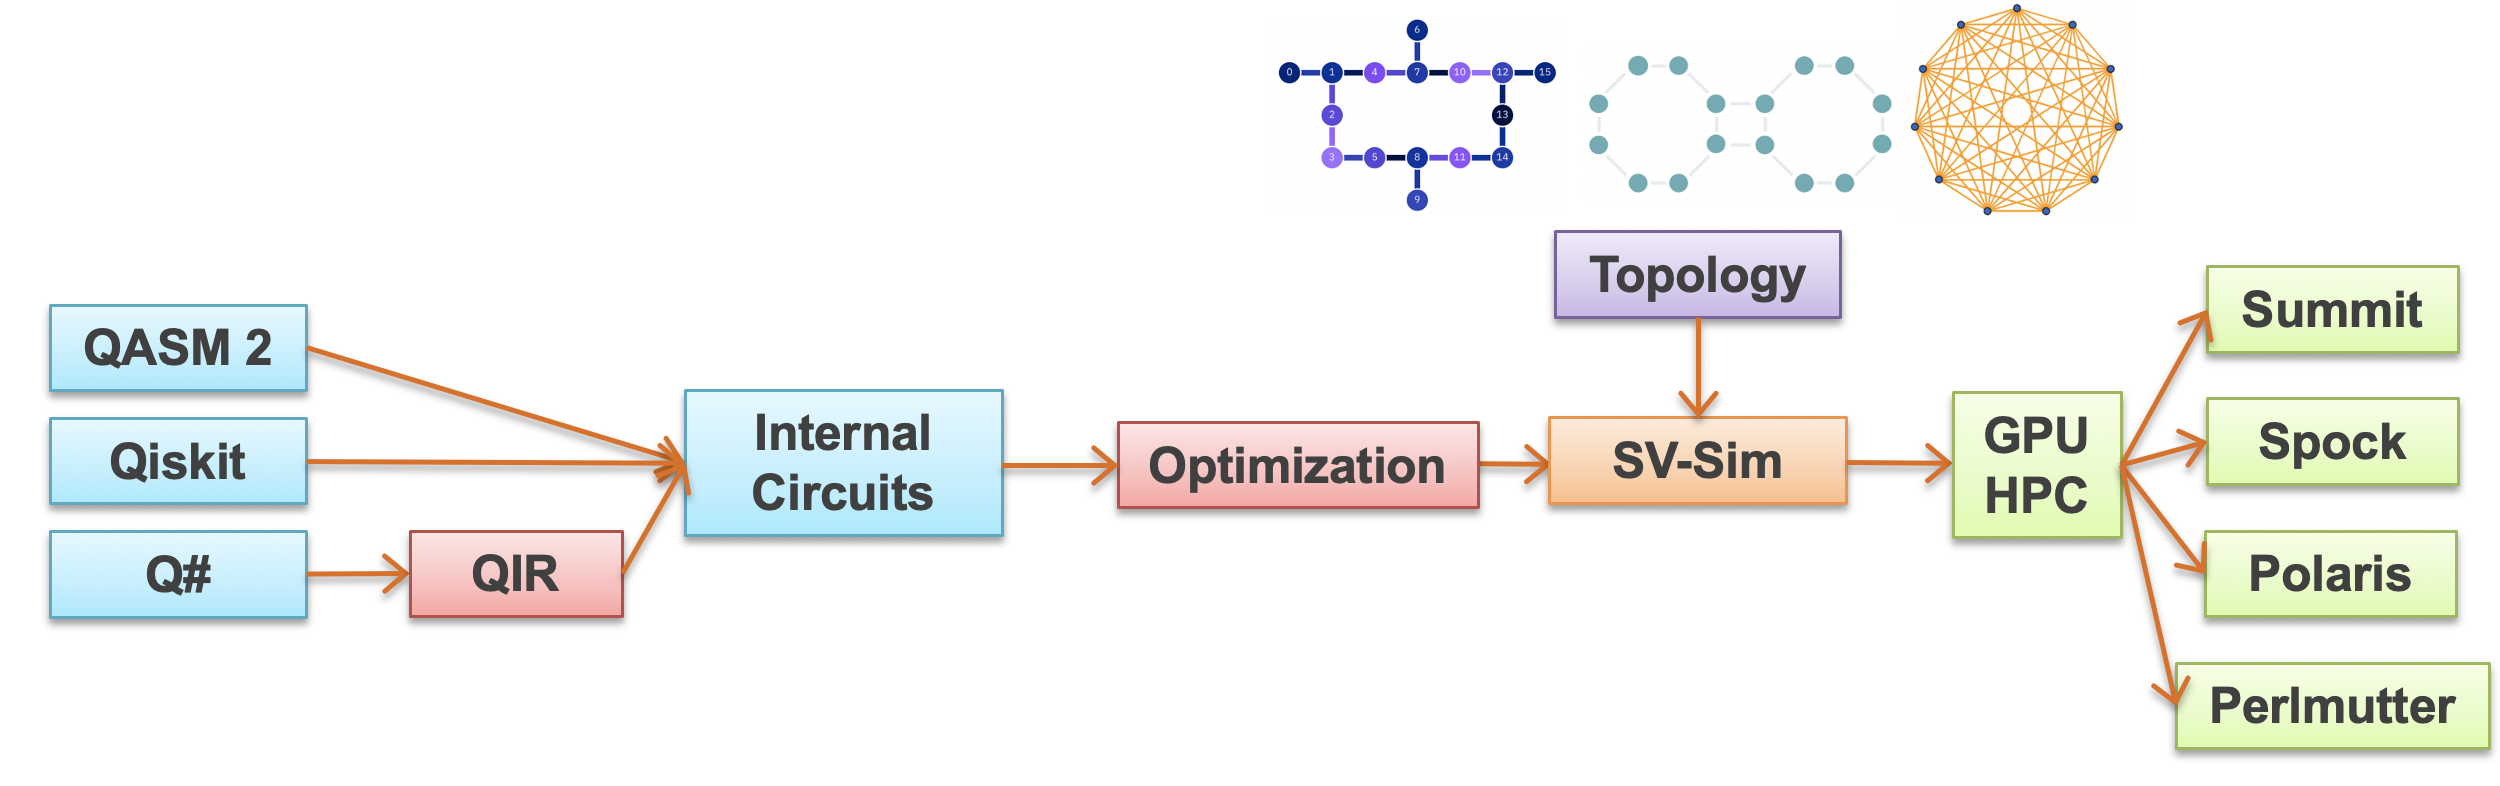 6
0 1 4 7 10 12 15
2 13
3 5 8 11 14
9
Topology
Summit
QASM 2
Internal
Circuits
GPU
HPC
Spock
Qiskit
Optimization
SV-Sim
Q#
QIR
Polaris
Perlmutter